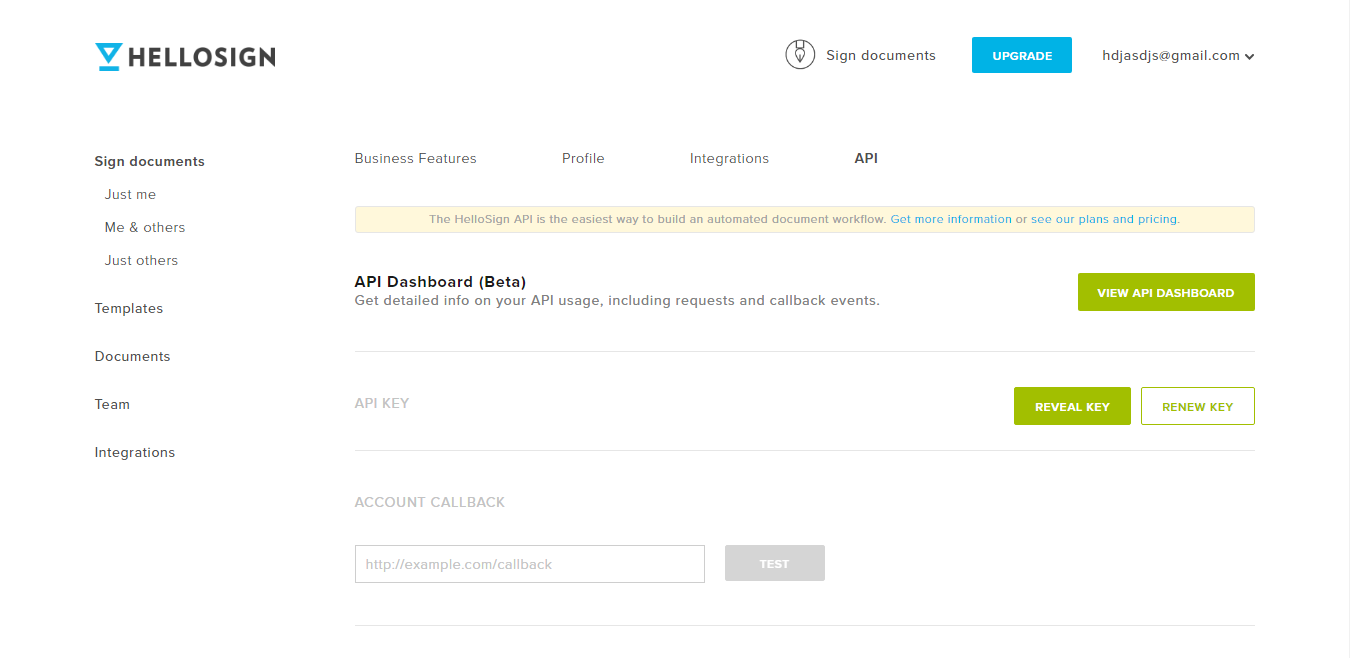 HELLOSIGN
Sign documents
UPGRADE
hdjasdjs@gmail.com
Sign documents
Just me
Me & others
Just others
Templates
Documents
Team
Integrations
Business Features
Profile
Integrations
API
The HelloSign API is the easiest way to build an automated document workflow. Get more information or see our plans and pricing.
API Dashboard (Beta)
Get detailed info on your API usage, including requests and callback events.
VIEW API DASHBOARD
API KEY
REVEAL KEY
RENEW KEY
ACCOUNT CALLBACK
http://example.com/callback
TEST